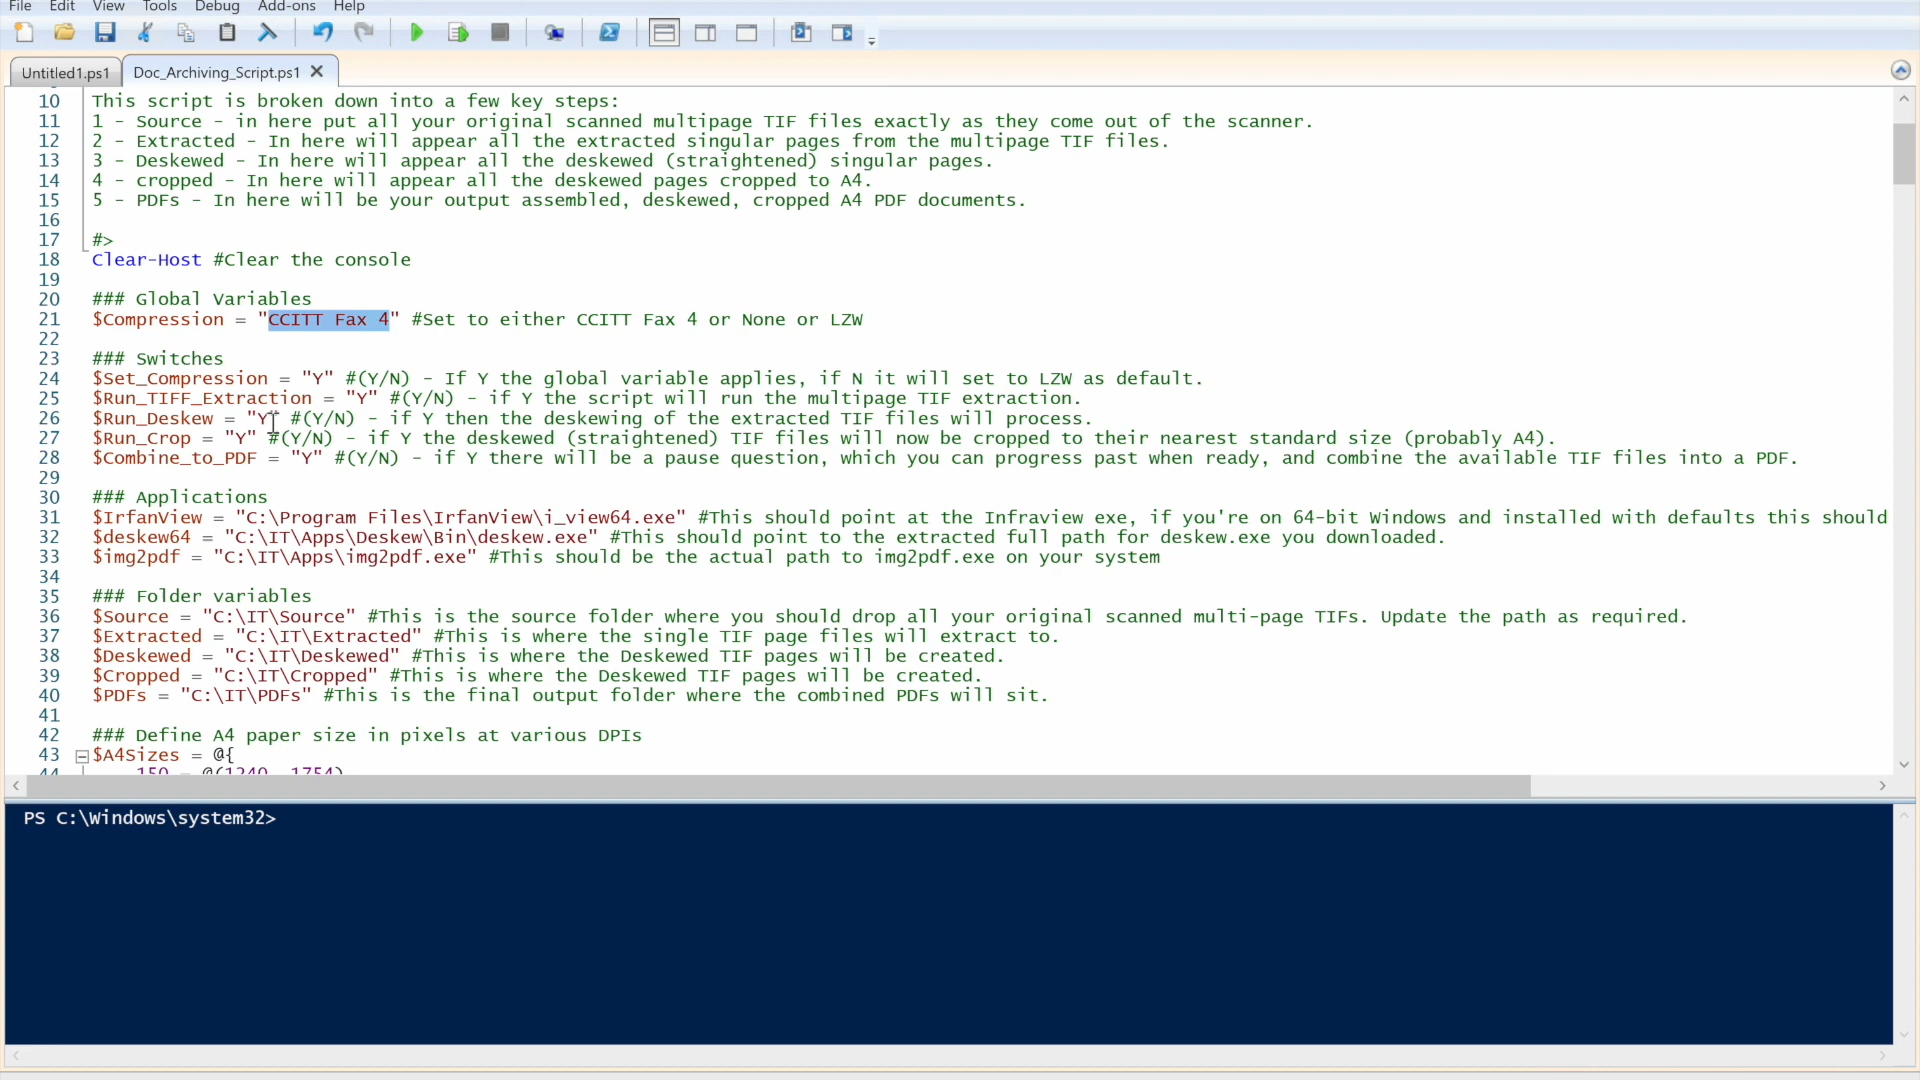 File Edit View Tools Debug Add-ons Help
Untitled1.ps1 Doc_Archiving_Script.ps1
10 This script is broken down into a few key steps:
11 1 - Source - in here put all your original scanned multipage TIF files exactly as they come out of the scanner.
12 2 - Extracted - In here will appear all the extracted singular pages from the multipage TIF files.
13 3 - Deskewed - In here will appear all the deskewed (straightened) singular pages.
14 4 - cropped - In here will appear all the deskewed pages cropped to A4.
15 5 - PDFs - In here will be your output assembled, deskewed, cropped A4 PDF documents.
16
17 #>
18 Clear-Host #Clear the console
19
20 ### Global Variables
21 $Compression = "CCITT Fax 4" #Set to either CCITT Fax 4 or None or LZW
22
23 ### Switches
24 $Set_Compression = "Y" #(Y/N) - If Y the global variable applies, if N it will set to LZW as default.
25 $Run_TIFF_Extraction = "Y" #(Y/N) - if Y the script will run the multipage TIF extraction.
26 $Run_Deskew = "Y" #(Y/N) - if Y then the deskewing of the extracted TIF files will process.
27 $Run_Crop = "Y" #(Y/N) - if Y the deskewed (straightened) TIF files will now be cropped to their nearest standard size (probably A4).
28 $Combine_to_PDF = "Y" #(Y/N) - if Y there will be a pause question, which you can progress past when ready, and combine the available TIF files into a PDF.
29
30 ### Applications
31 $IrfanView = "C:\Program Files\IrfanView\i_view64.exe" #This should point at the Infraview exe, if you're on 64-bit Windows and installed with defaults this should
32 $deskew64 = "C:\IT\Apps\Deskew\Bin\deskew.exe" #This should point to the extracted full path for deskew.exe you downloaded.
33 $img2pdf = "C:\IT\Apps\img2pdf.exe" #This should be the actual path to img2pdf.exe on your system
34
35 ### Folder variables
36 $Source = "C:\IT\Source" #This is the source folder where you should drop all your original scanned multi-page TIFs. Update the path as required.
37 $Extracted = "C:\IT\Extracted" #This is where the single TIF page files will extract to.
38 $Deskewed = "C:\IT\Deskewed" #This is where the Deskewed TIF pages will be created.
39 $Cropped = "C:\IT\Cropped" #This is where the Deskewed TIF pages will be created.
40 $PDFs = "C:\IT\PDFs" #This is the final output folder where the combined PDFs will sit.
41
42 ### Define A4 paper size in pixels at various DPIs
43 $A4Sizes = @{
44 150 = @(1240, 1754)
PS C:\Windows\system32>